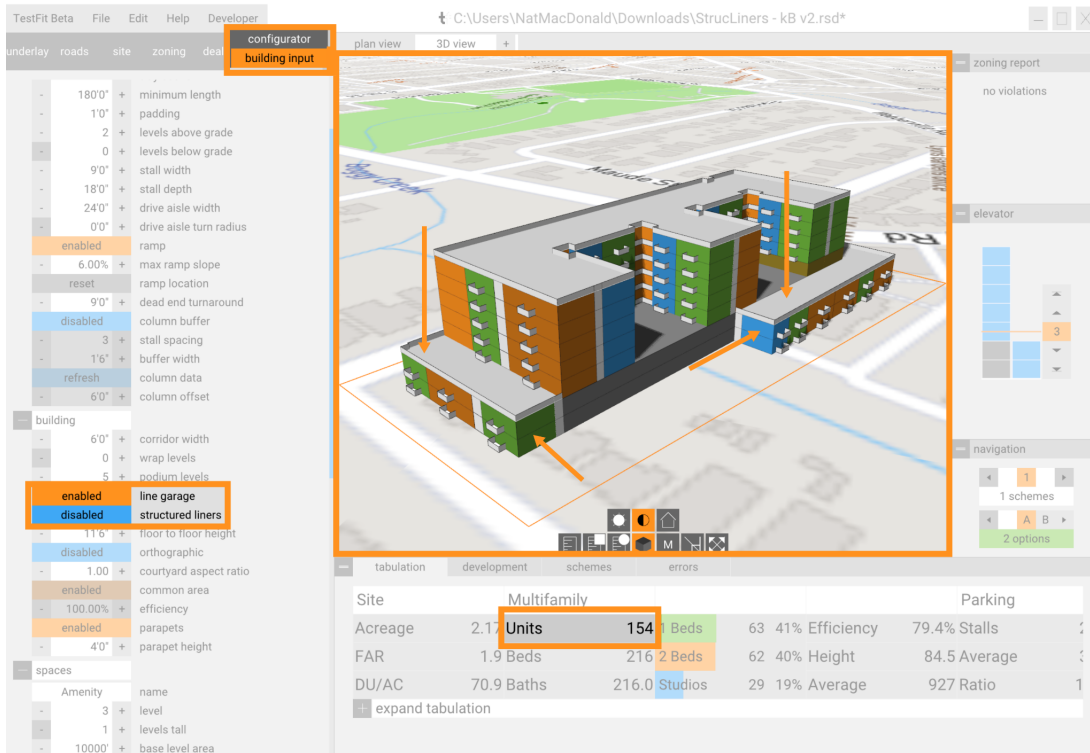 TestFit Beta File Edit Help Developer
C:\Users\NatMacDonald\Downloads\StrucLiners - kB v2.rsd*
underlay roads site zoning deal
configurator
building input
plan view 3D view +
- 180'0" + minimum length
- 1'0" + padding
- 2 + levels above grade
- 0 + levels below grade
- 9'0" + stall width
- 18'0" + stall depth
- 24'0" + drive aisle width
- 0'0" + drive aisle turn radius
enabled ramp
- 6.00% + max ramp slope
reset ramp location
- 9'0" + dead end turnaround
disabled column buffer
- 3 + stall spacing
- 1'6" + buffer width
refresh column data
- 6'0" + column offset
- building
- 6'0" + corridor width
- 0 + wrap levels
- 5 + podium levels
enabled line garage
disabled structured liners
- 11'6" + floor to floor height
disabled orthographic
- 1.00 + courtyard aspect ratio
enabled common area
- 100.00% + efficiency
enabled parapets
- 4'0" + parapet height
- spaces
Amenity name
- 3 + level
- 1 + levels tall
- 10000' + base level area
Maude S
Rd
M
- zoning report
no violations
- elevator
3
- navigation
1
1 schemes
A B
2 options
- tabulation development schemes errors
Site Multifamily Parking
Acreage 2.17 Units 154 1 Beds 63 41% Efficiency 79.4% Stalls
FAR 1.9 Beds 216 2 Beds 62 40% Height 84.5 Average
DU/AC 70.9 Baths 216.0 Studios 29 19% Average 927 Ratio 1
+ expand tabulation